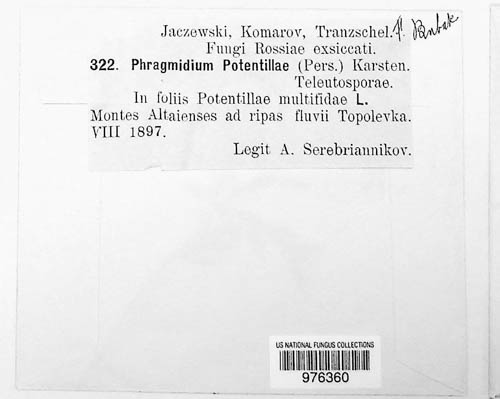 Jaczewski, Komarov, Tranzschel.
Fungi Rossiae exsiccati.
322. Phragmidium Potentillae (Pers.) Karsten.
Teleutosporae.
In foliis Potentillae multifidae L.
Montes Altaienses ad ripas fluvii Topolevka.
VIII 1897.
Legit A. Serebriannikov.
US NATIONAL FUNGUS COLLECTIONS
976360